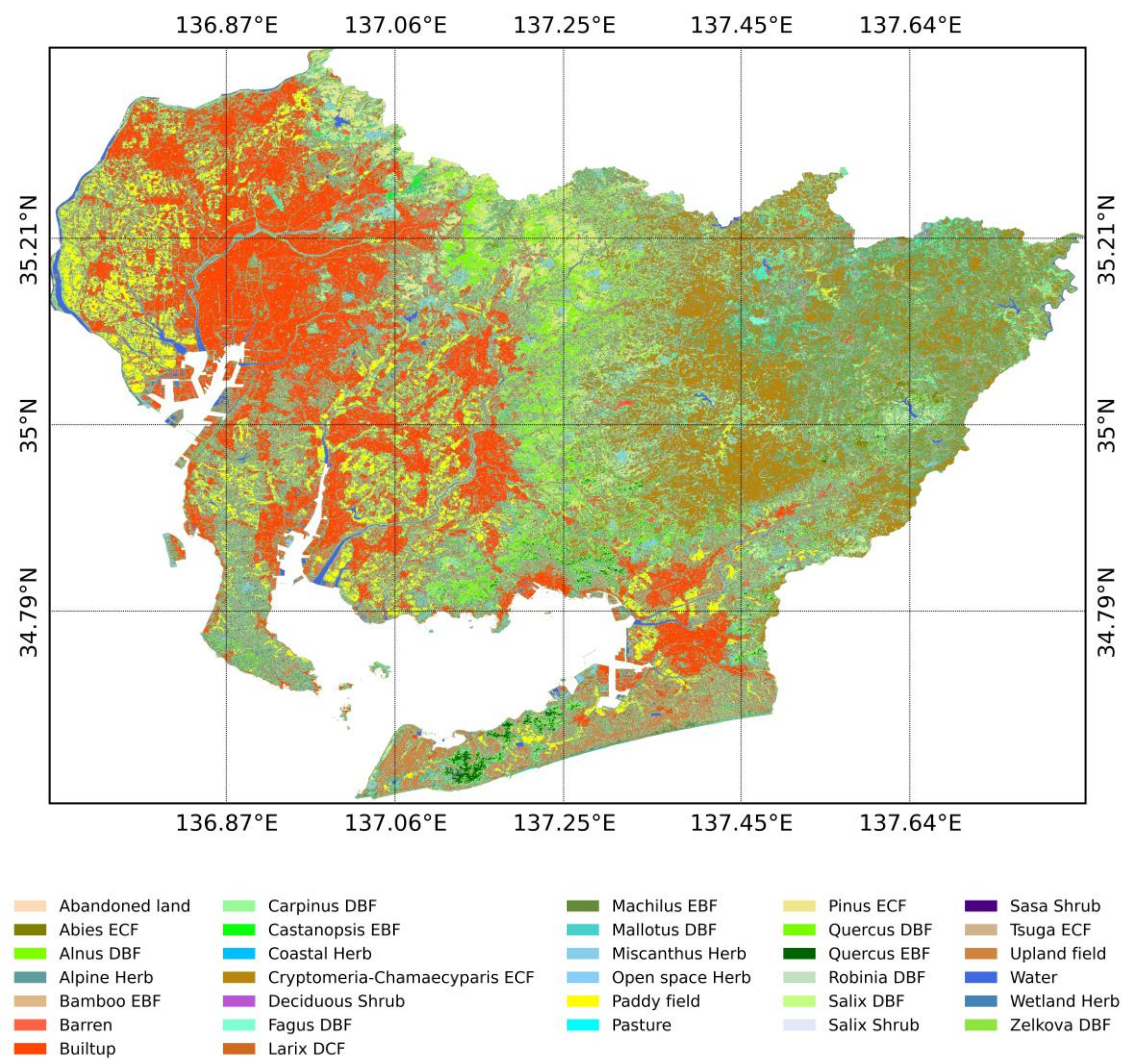 136.87°E 137.06°E 137.25°E 137.45°E 137.64°E
35.21°N 35.21°N
35°N 35°N
34.79°N 34.79°N
136.87°E 137.06°E 137.25°E 137.45°E 137.64°E
Abandoned land Carpinus DBF Machilus EBF Pinus ECF Sasa Shrub
Abies ECF Castanopsis EBF Mallotus DBF Quercus DBF Tsuga ECF
Alnus DBF Coastal Herb Miscanthus Herb Quercus EBF Upland field
Alpine Herb Cryptomeria-Chamaecyparis ECF Open space Herb Robinia DBF Water
Bamboo EBF Deciduous Shrub Paddy field Salix DBF Wetland Herb
Barren Fagus DBF Pasture Salix Shrub Zelkova DBF
Builtup Larix DCF